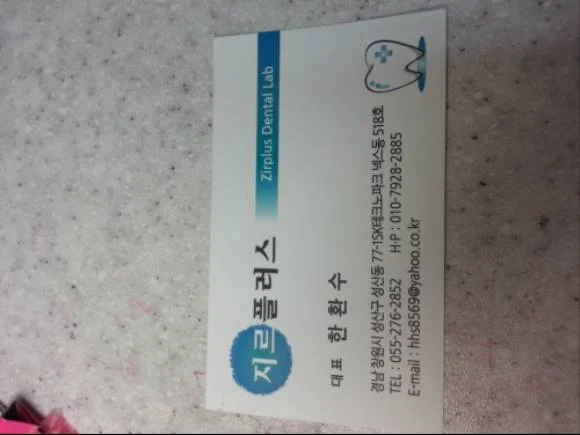 Zirplus Dental Lab
지르플러스
대표 한환수
경남 창원시 성산구 성산동 77-1SK테크노파크 넥스동 518호
TEL : 055-276-2852 H·P : 010-7928-2885
E-mail : hhs8569@yahoo.co.kr